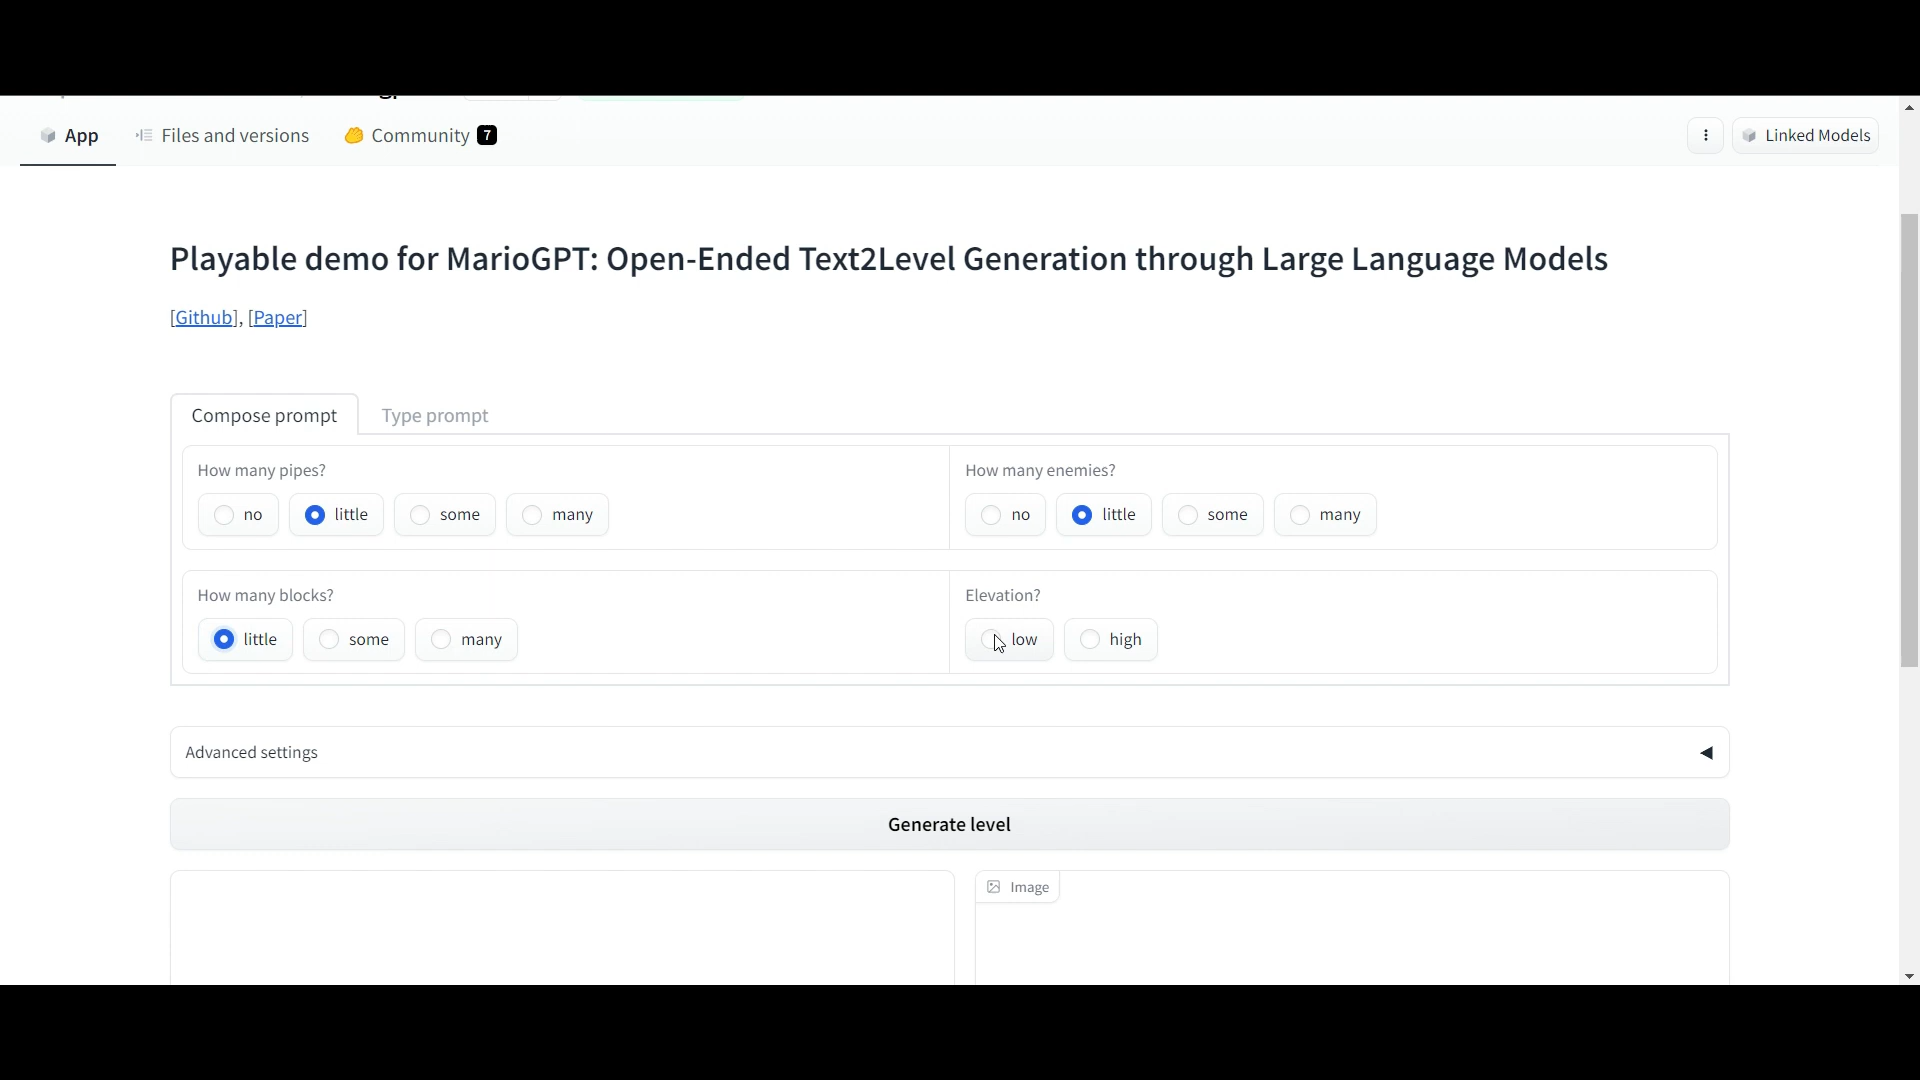 App Files and versions Community 7 Linked Models
Playable demo for MarioGPT: Open-Ended Text2Level Generation through Large Language Models
[Github], [Paper]
Compose prompt Type prompt
How many pipes? How many enemies?
no little some many no little some many
How many blocks? Elevation?
little some many low high
Advanced settings
Generate level
Image